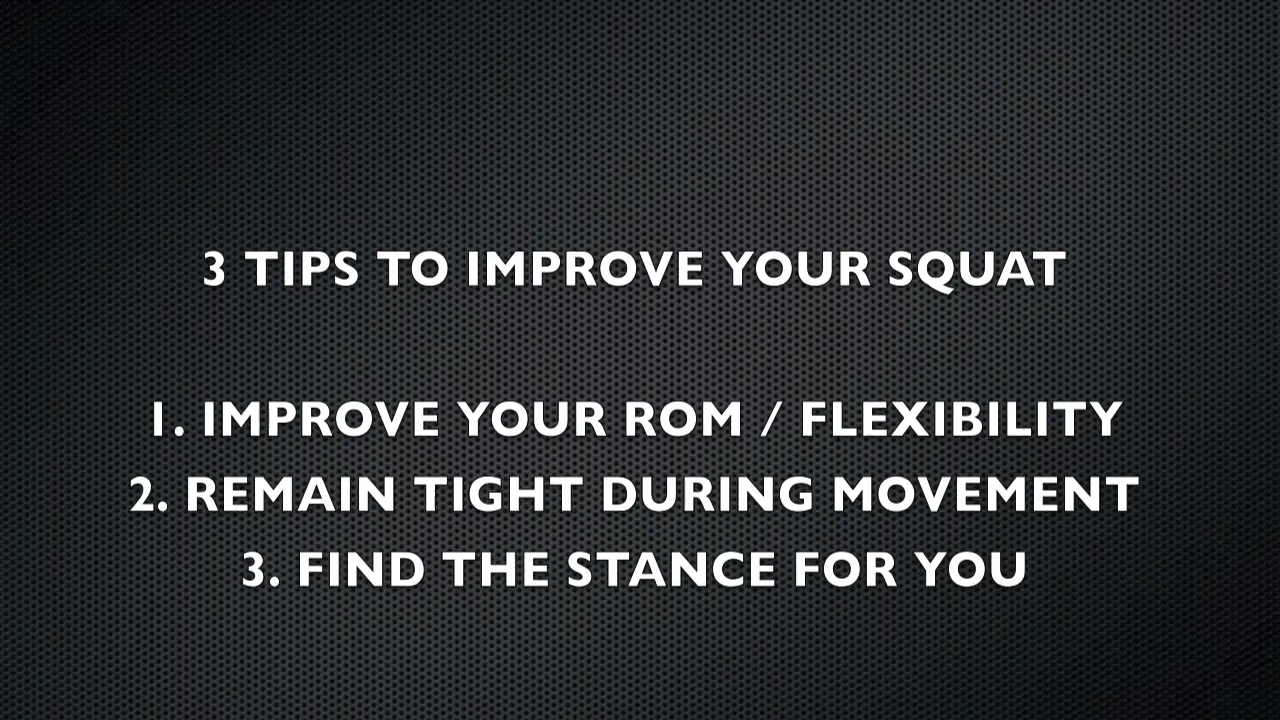 3 TIPS TO IMPROVE YOUR SQUAT
1. IMPROVE YOUR ROM / FLEXIBILITY
2. REMAIN TIGHT DURING MOVEMENT
3. FIND THE STANCE FOR YOU